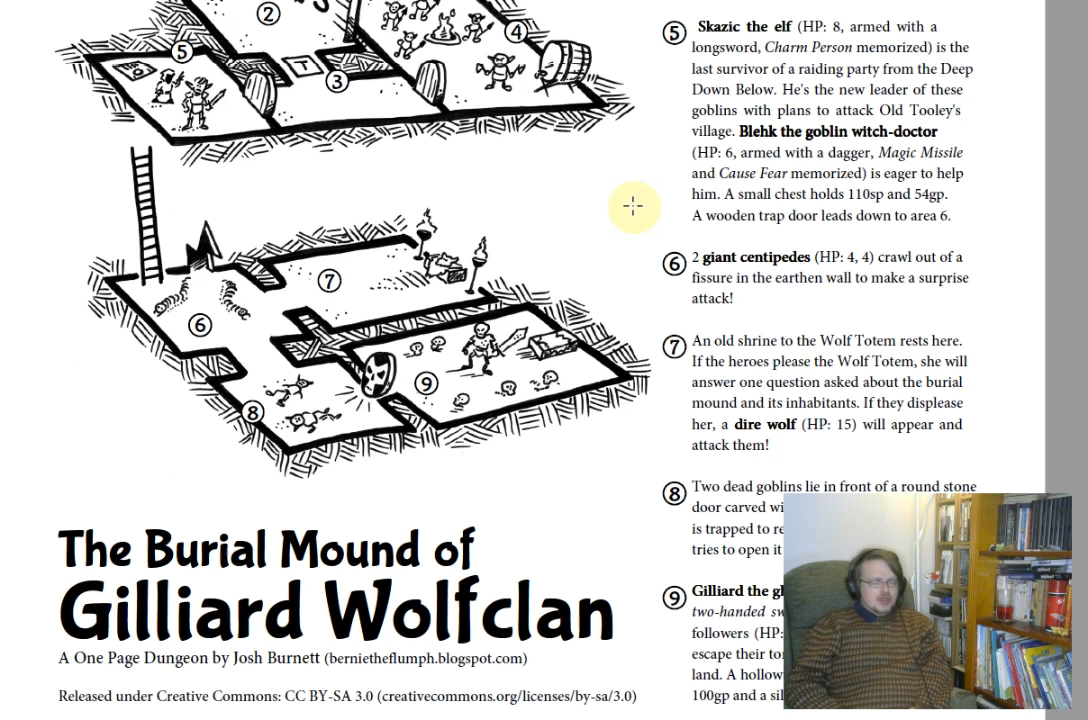 ②
④
⑤
T
③
⑦
⑥
⑨
⑧
The Burial Mound of
Gilliard Wolfclan
A One Page Dungeon by Josh Burnett (bernietheflumph.blogspot.com)
Released under Creative Commons: CC BY-SA 3.0 (creativecommons.org/licenses/by-sa/3.0)
⑤ Skazic the elf (HP: 8, armed with a
longsword, Charm Person memorized) is the
last survivor of a raiding party from the Deep
Down Below. He's the new leader of these
goblins with plans to attack Old Tooley's
village. Blehk the goblin witch-doctor
(HP: 6, armed with a dagger, Magic Missile
and Cause Fear memorized) is eager to help
him. A small chest holds 110sp and 54gp.
A wooden trap door leads down to area 6.
⑥ 2 giant centipedes (HP: 4, 4) crawl out of a
fissure in the earthen wall to make a surprise
attack!
⑦ An old shrine to the Wolf Totem rests here.
If the heroes please the Wolf Totem, she will
answer one question asked about the burial
mound and its inhabitants. If they displease
her, a dire wolf (HP: 15) will appear and
attack them!
⑧ Two dead goblins lie in front of a round stone
door carved wi
is trapped to re
tries to open it
⑨ Gilliard the gl
two-handed sw
followers (HP:
escape their to
land. A hollow
100gp and a sil